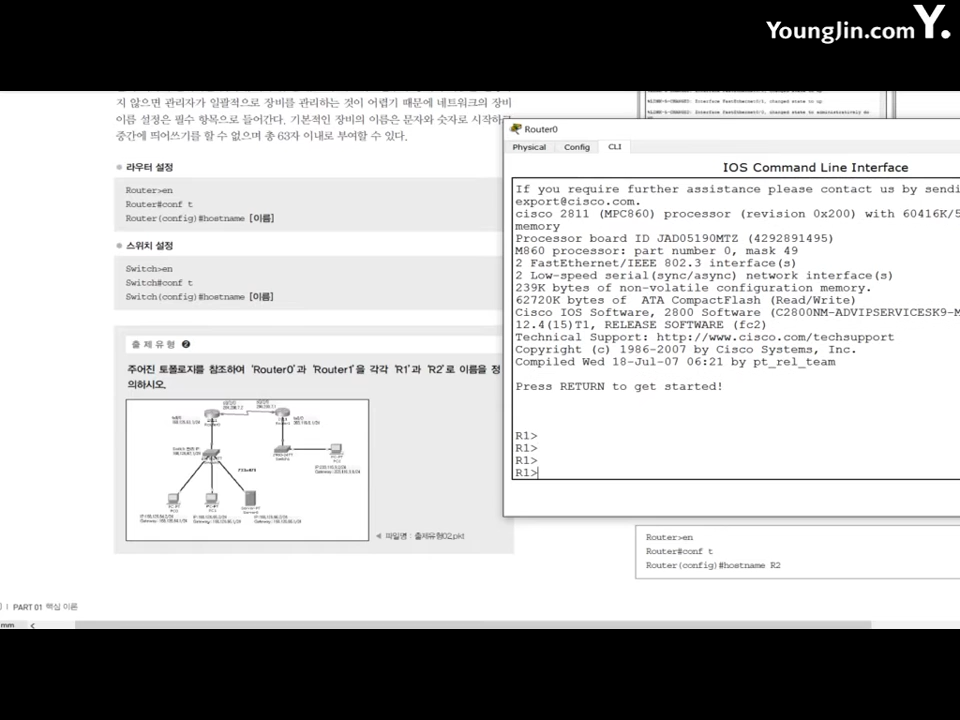 YoungJin.com Y.
지 않으면 관리자가 일괄적으로 장비를 관리하는 것이 어렵기 때문에 네트워크의 장비
이름 설정은 필수 항목으로 들어간다. 기본적인 장비의 이름은 문자와 숫자로 시작하고
중간에 띄어쓰기를 할 수 없으며 총 63자 이내로 부여할 수 있다.
라우터 설정
Router>en
Router#conf t
Router(config)#hostname [이름]
스위치 설정
Switch>en
Switch#conf t
Switch(config)#hostname [이름]
출제유형 ❷
주어진 토폴로지를 참조하여 'Router0'과 'Router1'을 각각 'R1'과 'R2'로 이름을 정
의하시오.
◀ 파일명 : 출제유형02.pkt
PART 01 핵심 이론
mm
Router0
Physical Config CLI
IOS Command Line Interface
If you require further assistance please contact us by sendi
export@cisco.com.
cisco 2811 (MPC860) processor (revision 0x200) with 60416K/5
memory
Processor board ID JAD05190MTZ (4292891495)
M860 processor: part number 0, mask 49
2 FastEthernet/IEEE 802.3 interface(s)
2 Low-speed serial(sync/async) network interface(s)
239K bytes of non-volatile configuration memory.
62720K bytes of ATA CompactFlash (Read/Write)
Cisco IOS Software, 2800 Software (C2800NM-ADVIPSERVICESK9-M
12.4(15)T1, RELEASE SOFTWARE (fc2)
Technical Support: http://www.cisco.com/techsupport
Copyright (c) 1986-2007 by Cisco Systems, Inc.
Compiled Wed 18-Jul-07 06:21 by pt_rel_team
Press RETURN to get started!
R1>
R1>
R1>
R1>
Router>en
Router#conf t
Router(config)#hostname R2